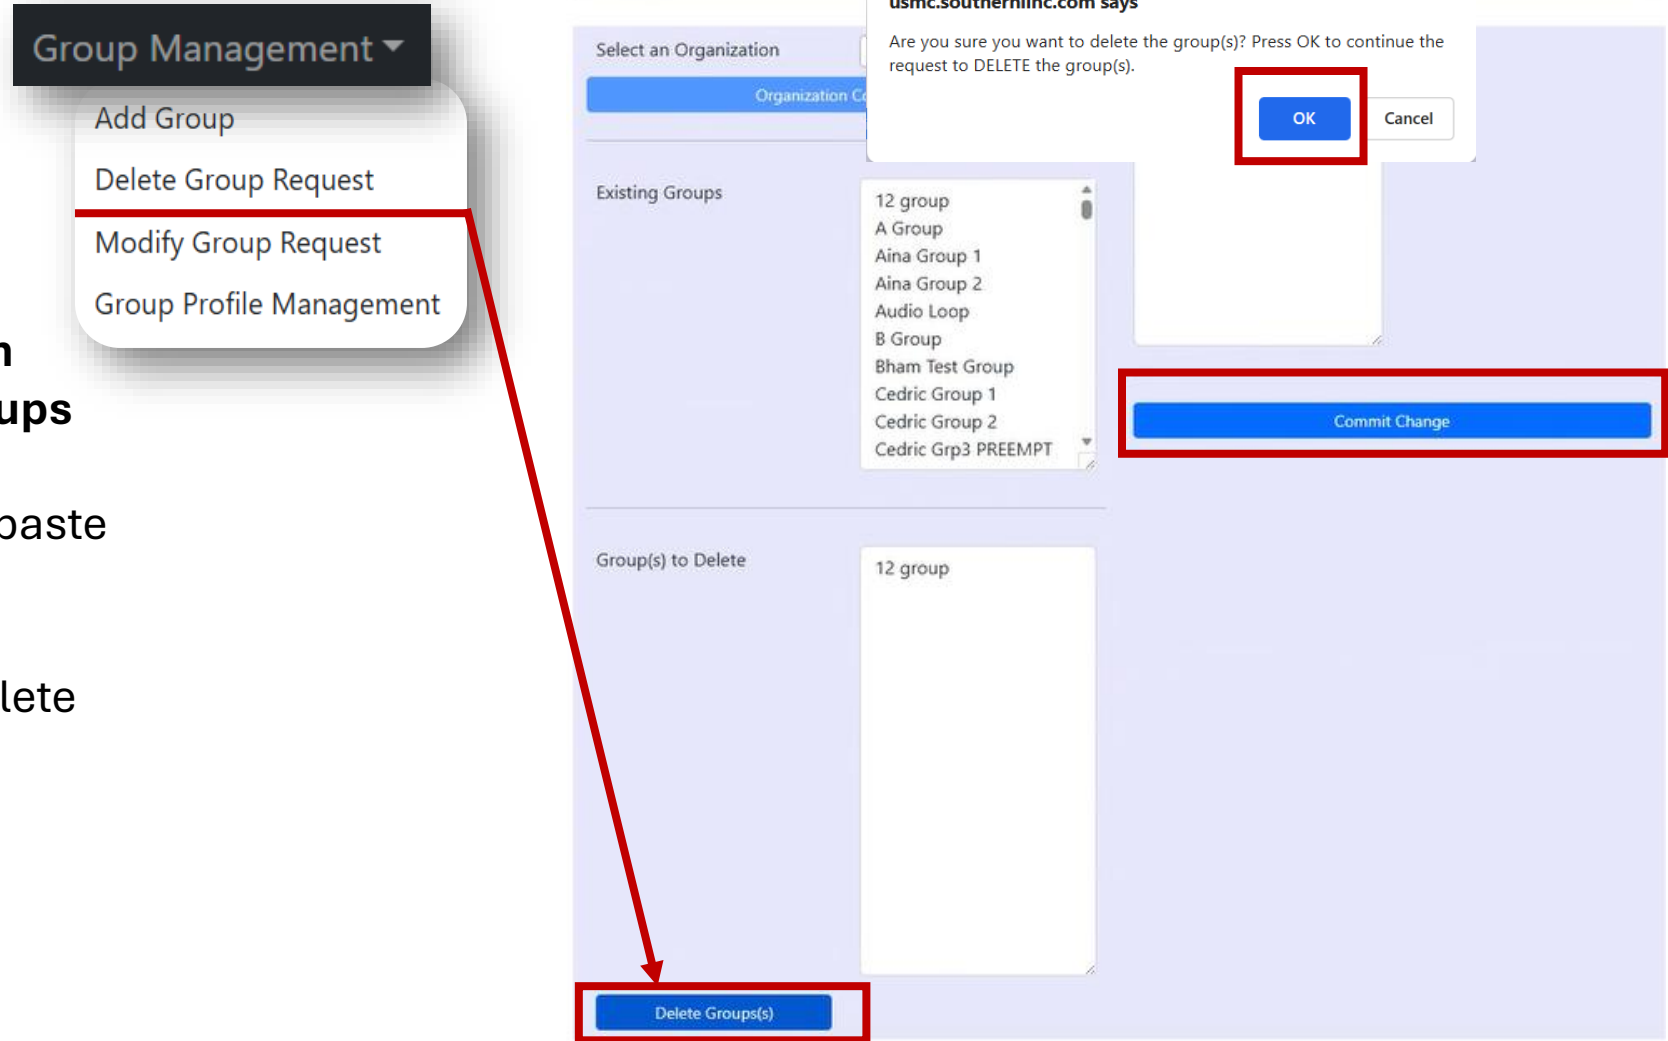 Group Management
Add Group
Delete Group Request
Modify Group Request
Group Profile Management
ups
paste
lete
usmc.southernlinc.com says
Are you sure you want to delete the group(s)? Press OK to continue the
request to DELETE the group(s).
OK
Cancel
Select an Organization
Organization
Existing Groups
12 group
A Group
Aina Group 1
Aina Group 2
Audio Loop
B Group
Bham Test Group
Cedric Group 1
Cedric Group 2
Cedric Grp3 PREEMPT
Commit Change
Group(s) to Delete
12 group
Delete Groups(s)